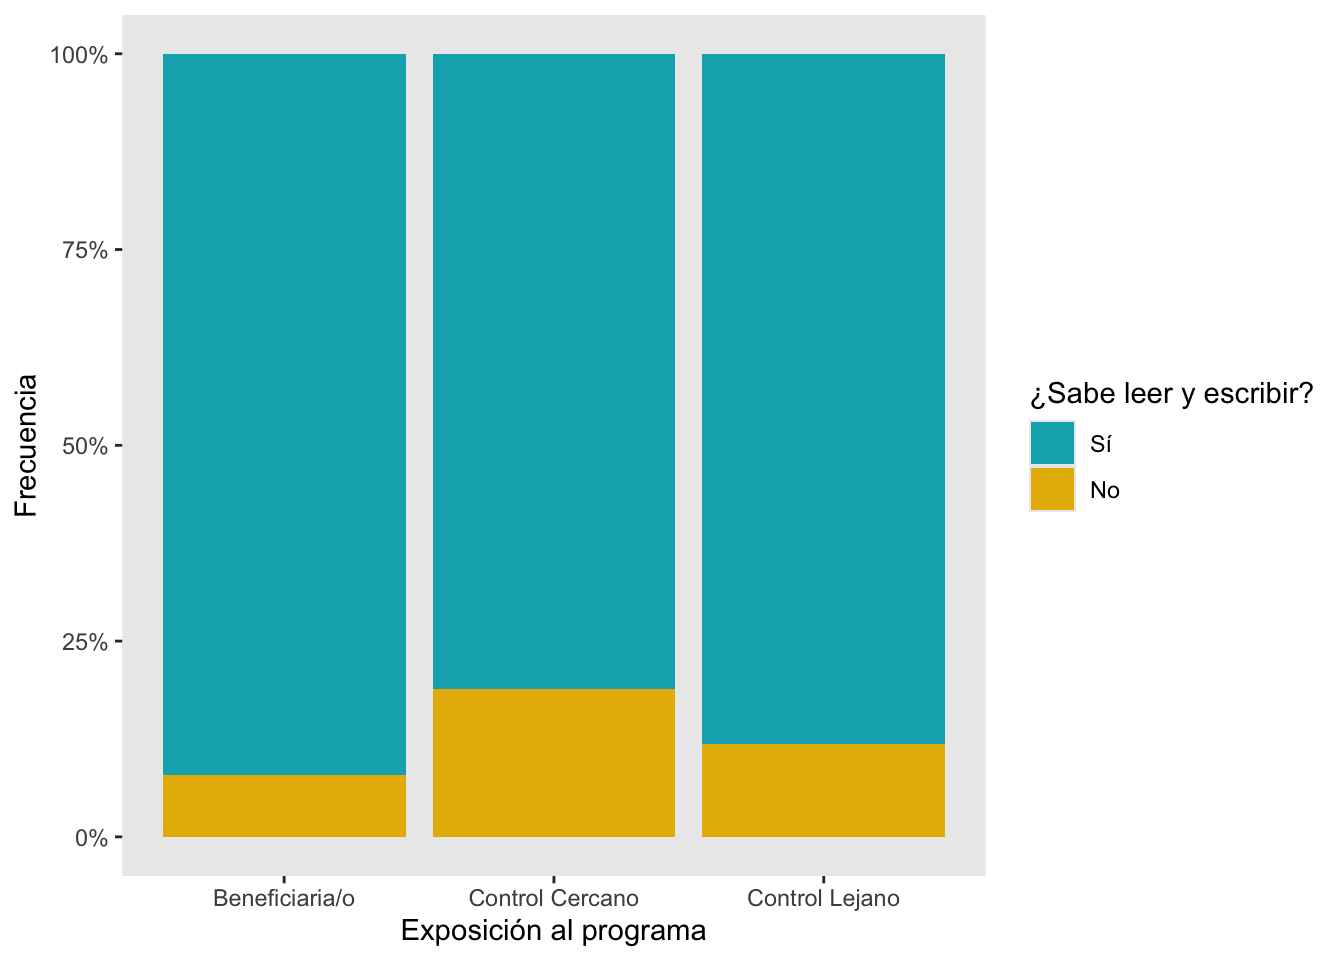 100%
75%
50%
25%
0%
Frecuencia
Beneficiaria/o
Control Cercano
Control Lejano
Exposición al programa
¿Sabe leer y escribir?
Sí
No